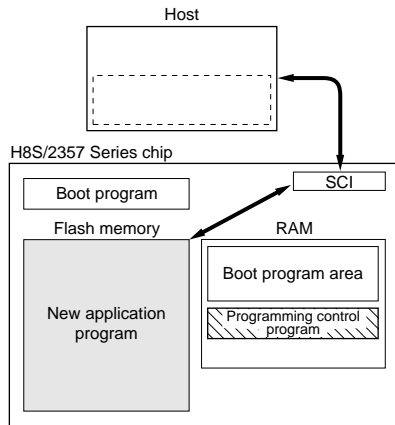 Host
H8S/2357 Series chip
SCI
Boot program
Flash memory
RAM
Boot program area
New application
program
Programming control
program